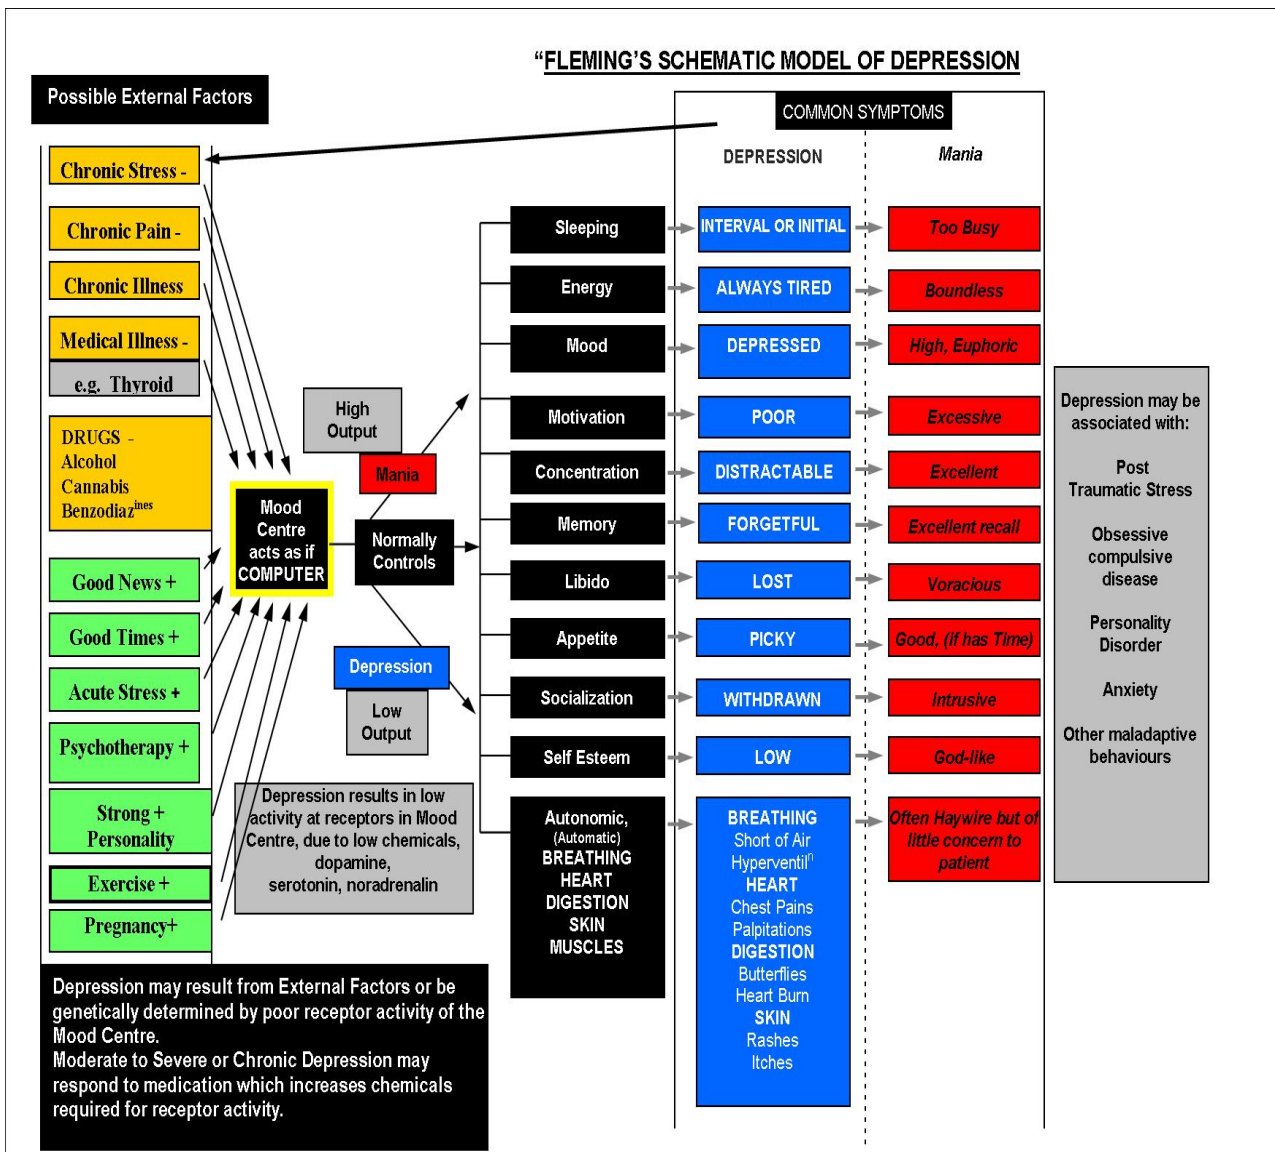 “FLEMING’S SCHEMATIC MODEL OF DEPRESSION
Possible External Factors
COMMON SYMPTOMS
DEPRESSION
Mania
Chronic Stress -
Chronic Pain -
Chronic Illness
Medical Illness -
e.g. Thyroid
DRUGS -
Alcohol
Cannabis
Benzodiazines
Good News +
Good Times +
Acute Stress +
Psychotherapy +
Strong +
Personality
Exercise +
Pregnancy+
Mood
Centre
acts as if
COMPUTER
High
Output
Mania
Normally
Controls
Depression
Low
Output
Depression results in low
activity at receptors in Mood
Centre, due to low chemicals,
dopamine,
serotonin, noradrenalin
Depression may result from External Factors or be
genetically determined by poor receptor activity of the
Mood Centre.
Moderate to Severe or Chronic Depression may
respond to medication which increases chemicals
required for receptor activity.
Sleeping
INTERVAL OR INITIAL
Too Busy
Energy
ALWAYS TIRED
Boundless
Mood
DEPRESSED
High, Euphoric
Motivation
POOR
Excessive
Concentration
DISTRACTABLE
Excellent
Memory
FORGETFUL
Excellent recall
Libido
LOST
Voracious
Appetite
PICKY
Good, (if has Time)
Socialization
WITHDRAWN
Intrusive
Self Esteem
LOW
God-like
Autonomic,
(Automatic)
BREATHING
HEART
DIGESTION
SKIN
MUSCLES
BREATHING
Short of Air
Hyperventiln
HEART
Chest Pains
Palpitations
DIGESTION
Butterflies
Heart Burn
SKIN
Rashes
Itches
Often Haywire but of
little concern to
patient
Depression may be
associated with:
Post
Traumatic Stress
Obsessive
compulsive
disease
Personality
Disorder
Anxiety
Other maladaptive
behaviours